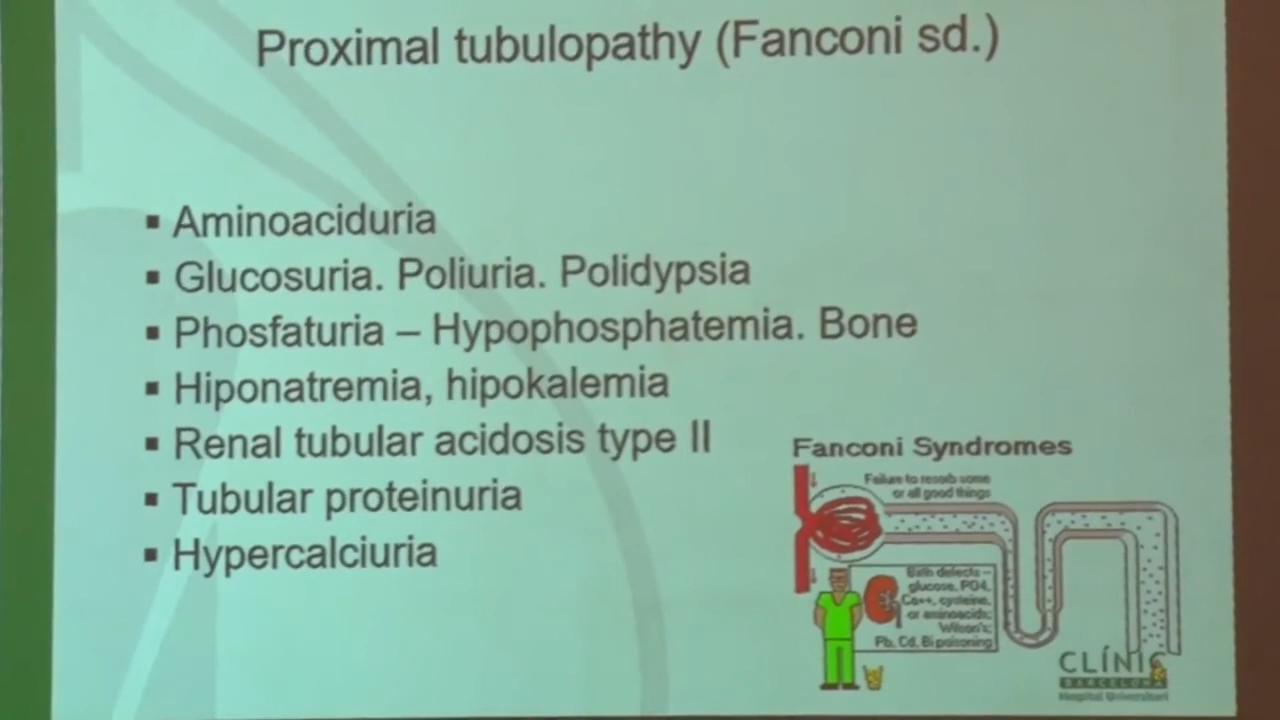 Proximal tubulopathy (Fanconi sd.)
▪ Aminoaciduria
▪ Glucosuria. Poliuria. Polidypsia
▪ Phosfaturia – Hypophosphatemia. Bone
▪ Hiponatremia, hipokalemia
▪ Renal tubular acidosis type II
▪ Tubular proteinuria
▪ Hypercalciuria
Fanconi Syndromes
Failure to resorb some
or all good things
Birth defects –
glucose, PO4,
Ca++, cysteine,
or aminoacids;
Wilson's;
Pb, Cd, Bi poisoning
CLÍNIC
BARCELONA
Hospital Universitari